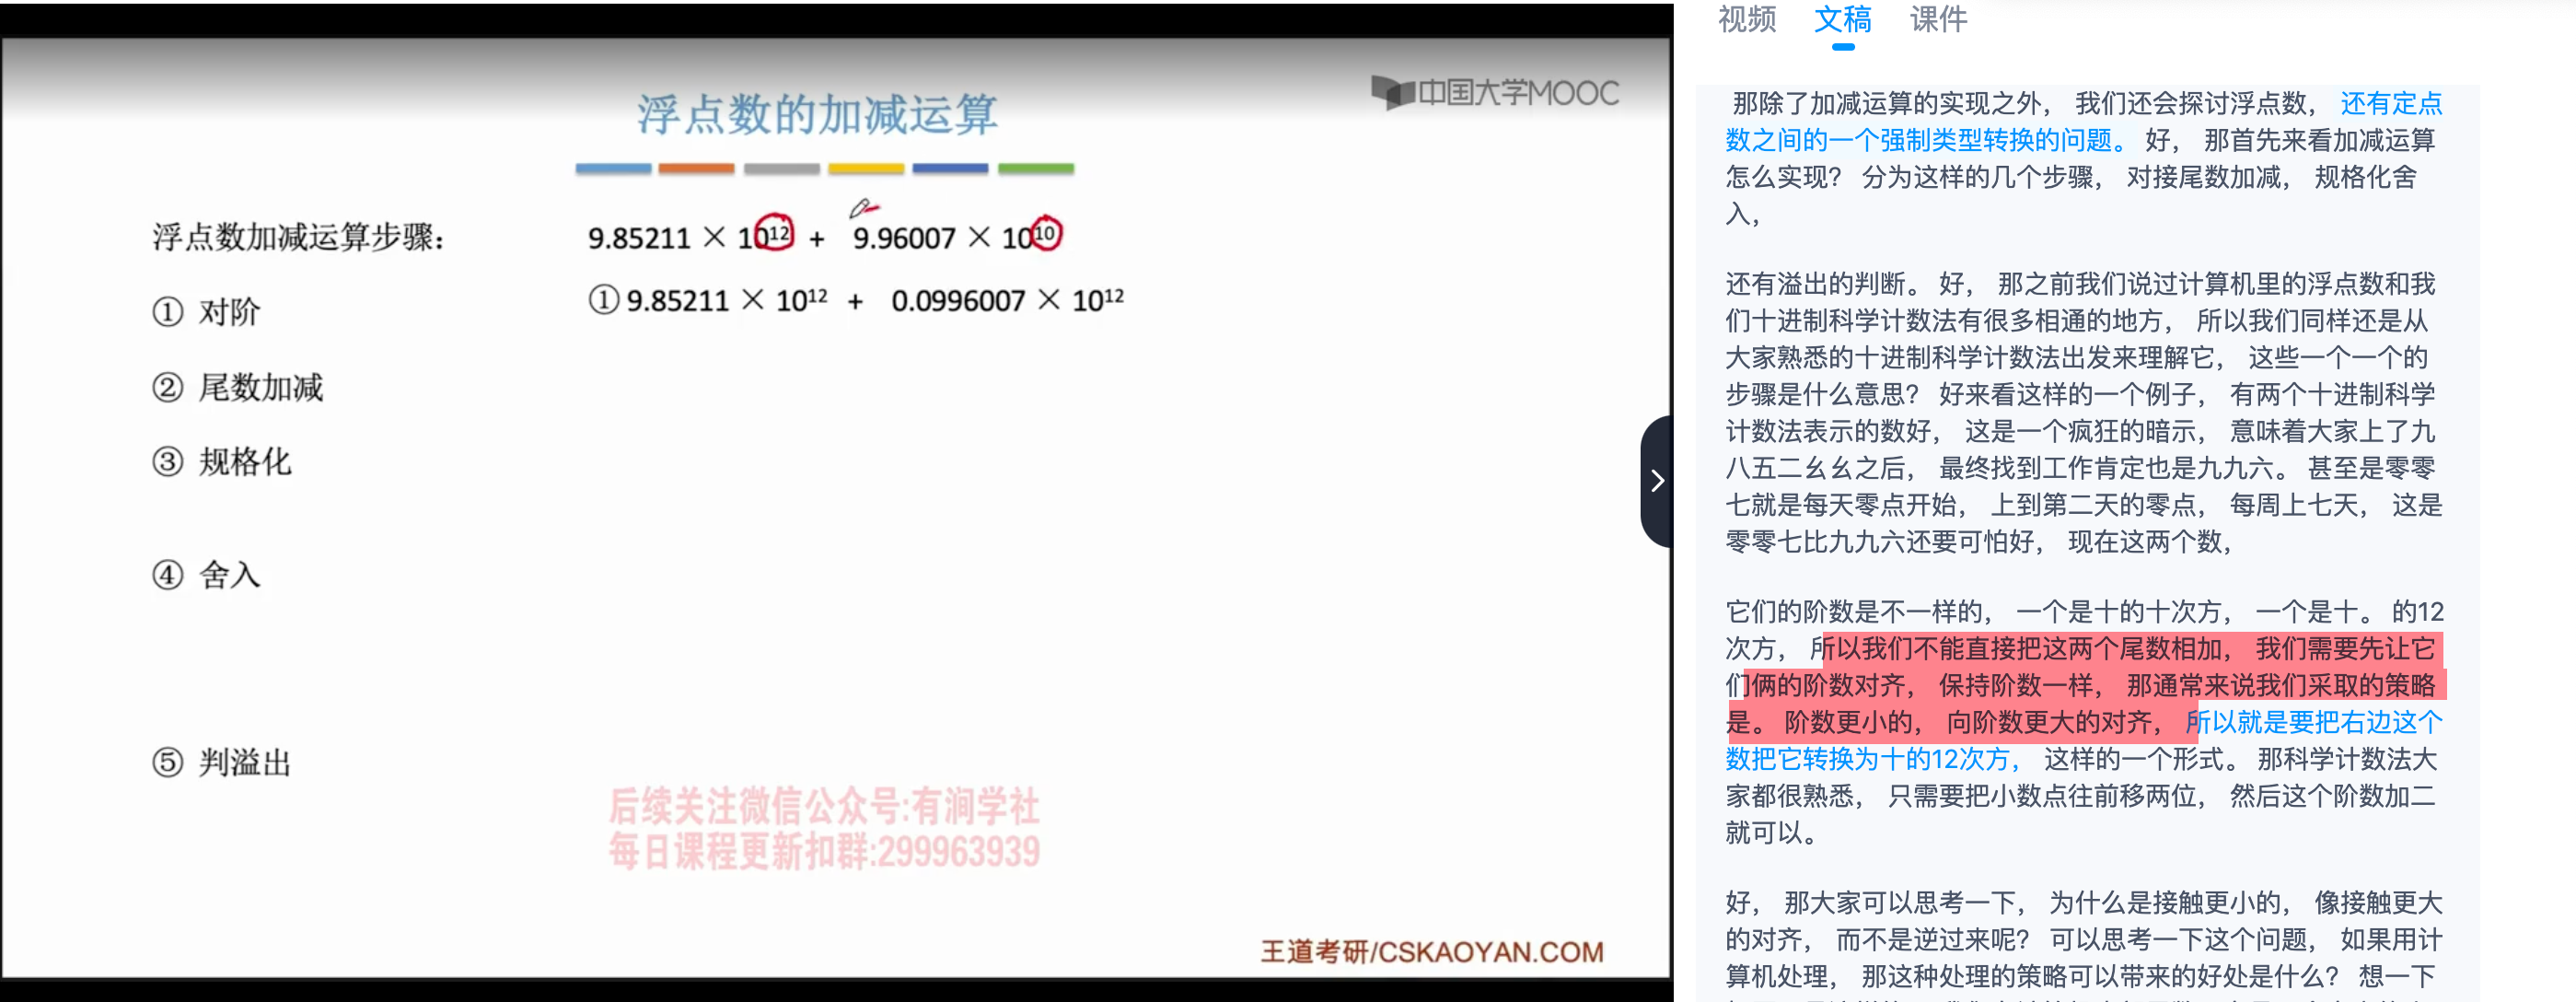 浮点数的加减运算
中国大学MOOC
浮点数加减运算步骤：
① 对阶
② 尾数加减
③ 规格化
④ 舍入
⑤ 判溢出
9.85211 × 10¹² + 9.96007 × 10¹⁰
① 9.85211 × 10¹² + 0.0996007 × 10¹²
后续关注微信公众号:有涧学社
每日课程更新扣群:299963939
王道考研/CSKAOYAN.COM
视频 文稿 课件
那除了加减运算的实现之外， 我们还会探讨浮点数， 还有定点
数之间的一个强制类型转换的问题。 好， 那首先来看加减运算
怎么实现？ 分为这样的几个步骤， 对接尾数加减， 规格化舍
入，
还有溢出的判断。 好， 那之前我们说过计算机里的浮点数和我
们十进制科学计数法有很多相通的地方， 所以我们同样还是从
大家熟悉的十进制科学计数法出发来理解它， 这些一个一个的
步骤是什么意思？ 好来看这样的一个例子， 有两个十进制科学
计数法表示的数好， 这是一个疯狂的暗示， 意味着大家上了九
八五二幺幺之后， 最终找到工作肯定也是九九六。 甚至是零零
七就是每天零点开始， 上到第二天的零点， 每周上七天， 这是
零零七比九九六还要可怕好， 现在这两个数，
它们的阶数是不一样的， 一个是十的十次方， 一个是十。 的12
次方， 所以我们不能直接把这两个尾数相加， 我们需要先让它
们俩的阶数对齐， 保持阶数一样， 那通常来说我们采取的策略
是。 阶数更小的， 向阶数更大的对齐， 所以就是要把右边这个
数把它转换为十的12次方， 这样的一个形式。 那科学计数法大
家都很熟悉， 只需要把小数点往前移两位， 然后这个阶数加二
就可以。
好， 那大家可以思考一下， 为什么是接触更小的， 像接触更大
的对齐， 而不是逆过来呢？ 可以思考一下这个问题， 如果用计
算机处理， 那这种处理的策略可以带来的好处是什么？ 想一下